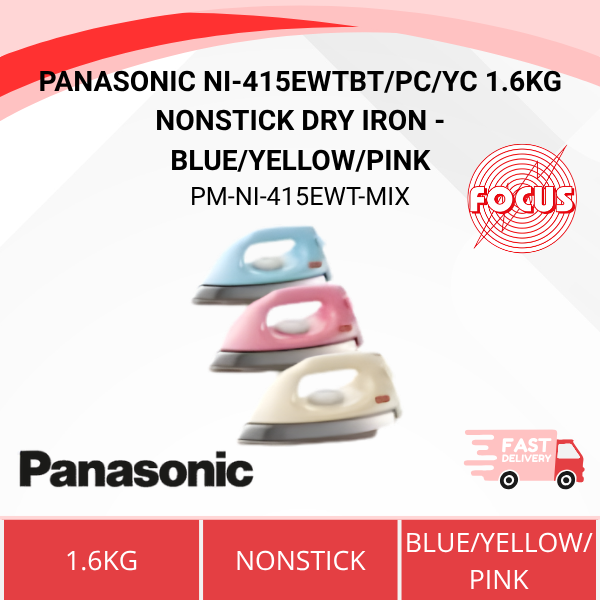 PANASONIC NI-415EWTBT/PC/YC 1.6KG
NONSTICK DRY IRON -
BLUE/YELLOW/PINK
PM-NI-415EWT-MIX
FOCUS
FAST
DELIVERY
Panasonic
1.6KG
NONSTICK
BLUE/YELLOW/
PINK